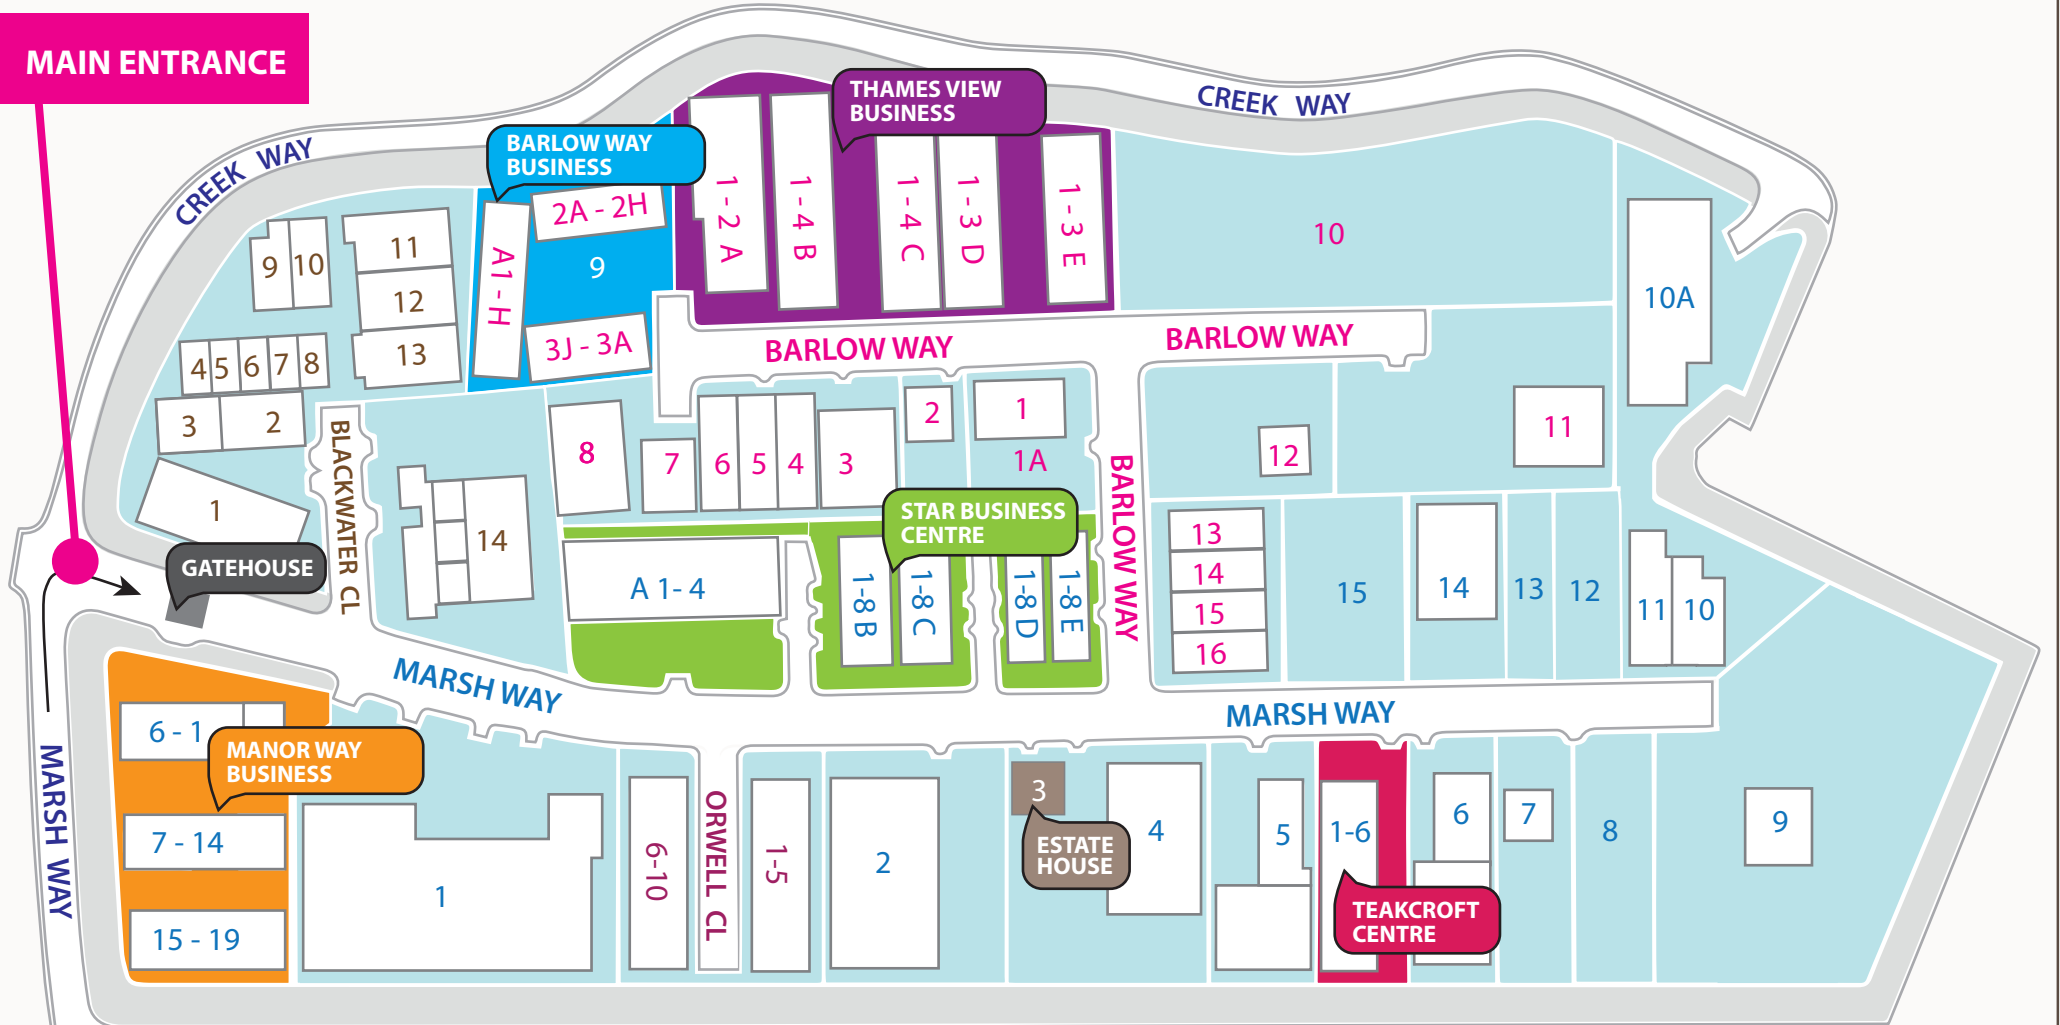 MAIN ENTRANCE
CREEK WAY
CREEK WAY
THAMES VIEW
BUSINESS
BARLOW WAY
BUSINESS
1 - 2 A
1 - 4 B
1 - 4 C
1 - 3 D
1 - 3 E
10
10A
2A - 2H
A1 - H
9
3J - 3A
9
10
11
12
13
4
5
6
7
8
3
2
1
BLACKWATER CL
GATEHOUSE
14
BARLOW WAY
BARLOW WAY
BARLOW WAY
8
7
6
5
4
3
2
1
1A
12
11
STAR BUSINESS
CENTRE
A 1- 4
1-8 B
1-8 C
1-8 D
1-8 E
13
14
15
16
15
14
13
12
11
10
MARSH WAY
MARSH WAY
MARSH WAY
6 - 1
MANOR WAY
BUSINESS
7 - 14
15 - 19
1
6-10
ORWELL CL
1-5
2
3
ESTATE
HOUSE
4
5
1-6
TEAKCROFT
CENTRE
6
7
8
9